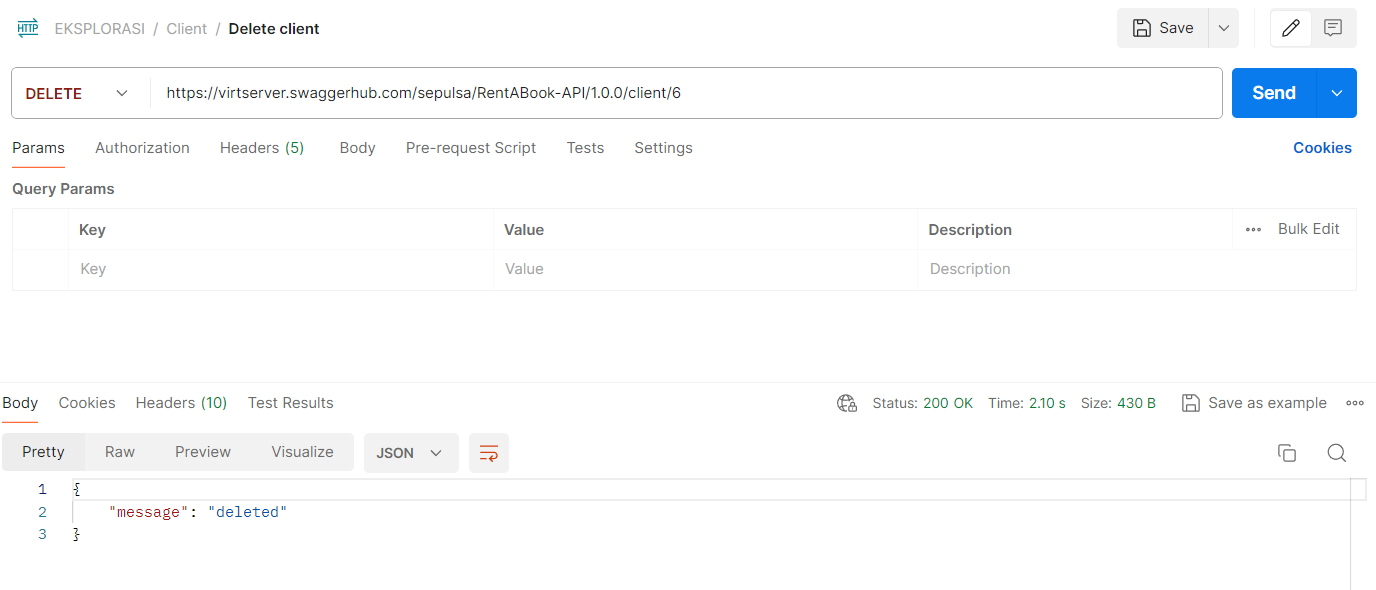 HTTP EKSPLORASI / Client / Delete client Save
DELETE https://virtserver.swaggerhub.com/sepulsa/RentABook-API/1.0.0/client/6 Send
Params Authorization Headers (5) Body Pre-request Script Tests Settings Cookies
Query Params
Key Value Description Bulk Edit
Key Value Description
Body Cookies Headers (10) Test Results Status: 200 OK Time: 2.10 s Size: 430 B Save as example
Pretty Raw Preview Visualize JSON
1 {
2 "message": "deleted"
3 }